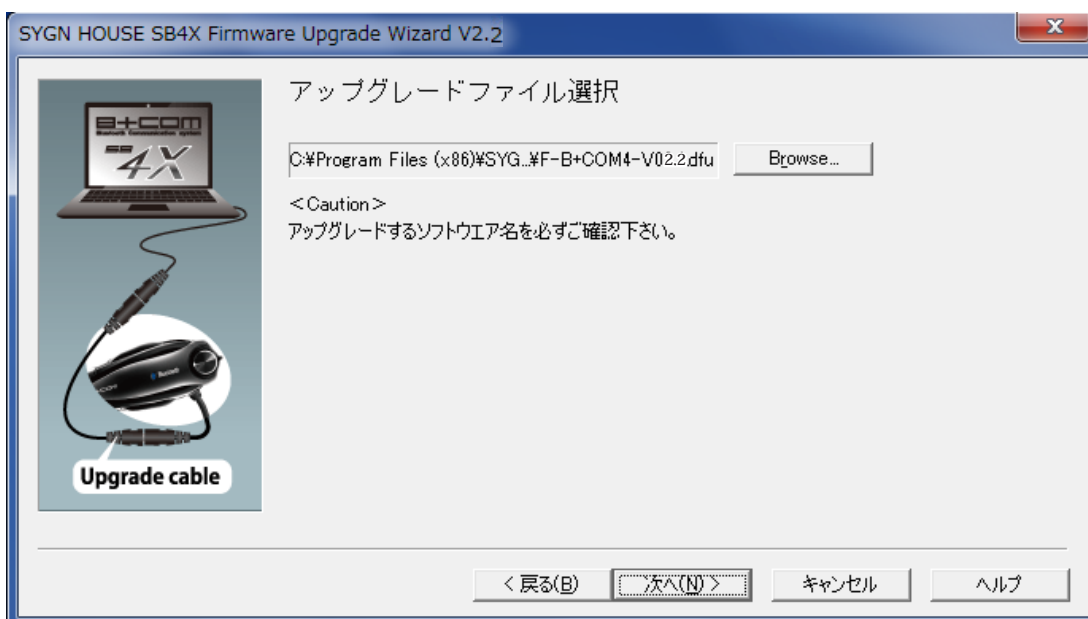 SYGN HOUSE SB4X Firmware Upgrade Wizard V2.2
アップグレードファイル選択
B+COM
SB
4X
C:¥Program Files (x86)¥SYG...¥F-B+COM4-V02.2.dfu
Browse...
<Caution>
アップグレードするソフトウエア名を必ずご確認下さい。
Upgrade cable
< 戻る(B)
次へ(N) >
キャンセル
ヘルプ